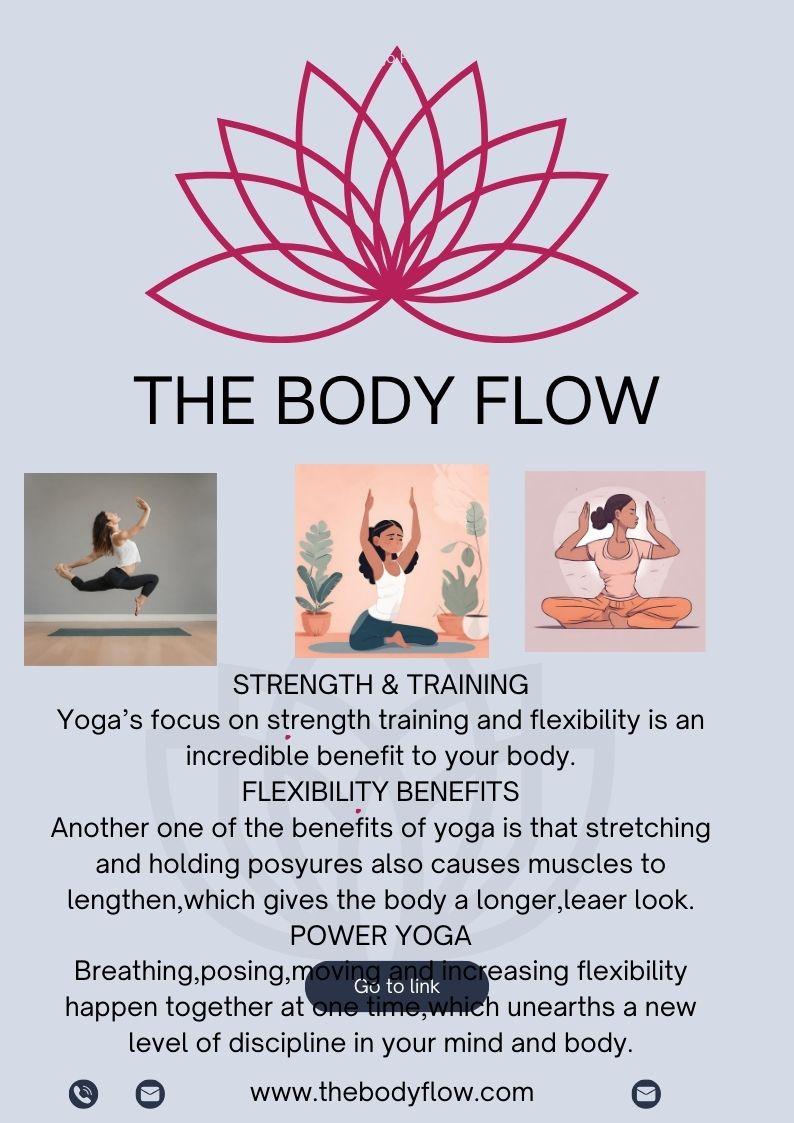 THE BODY FLOW
STRENGTH & TRAINING
Yoga’s focus on strength training and flexibility is an
incredible benefit to your body.
FLEXIBILITY BENEFITS
Another one of the benefits of yoga is that stretching
and holding posyures also causes muscles to
lengthen,which gives the body a longer,leaer look.
POWER YOGA
Breathing,posing,moving and increasing flexibility
Go to link
happen together at one time,which unearths a new
level of discipline in your mind and body.
www.thebodyflow.com